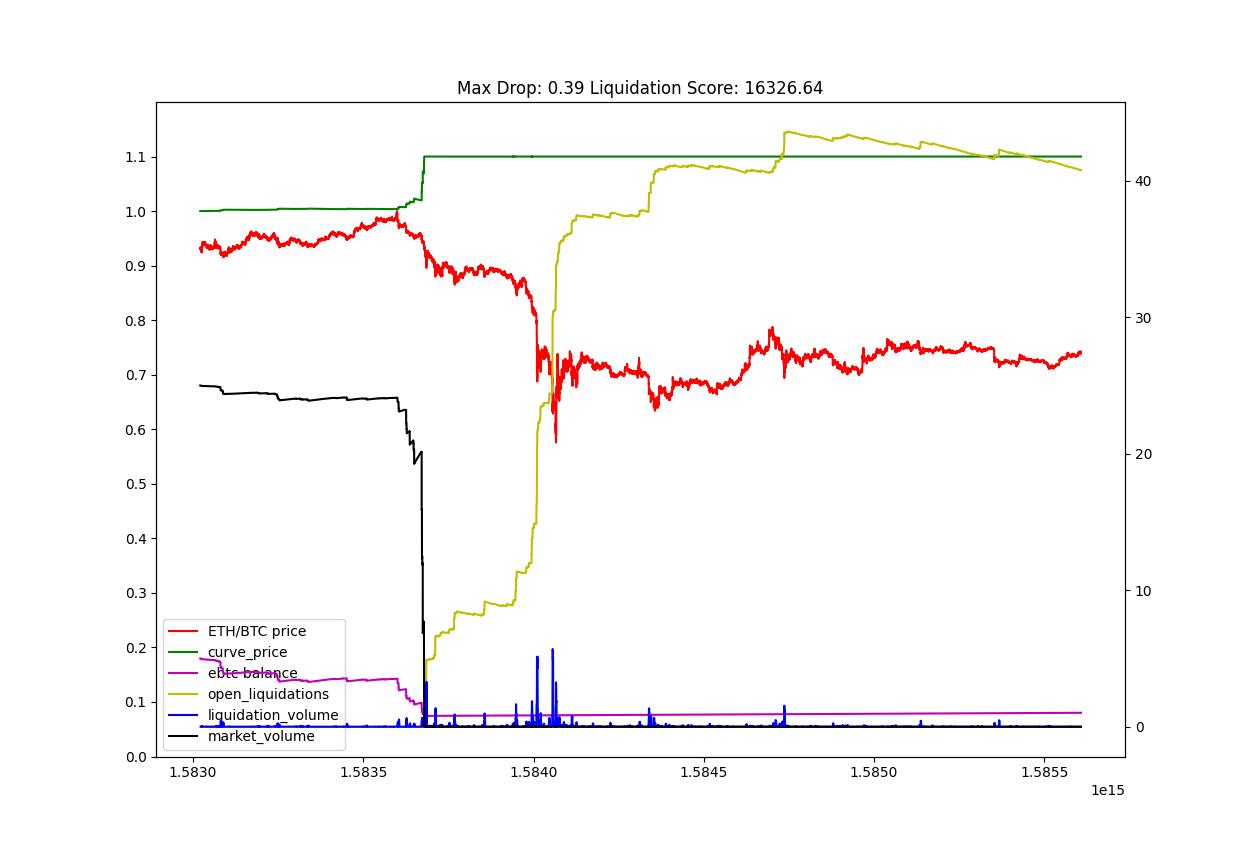 Max Drop: 0.39 Liquidation Score: 16326.64
1.1
1.0
0.9
0.8
0.7
0.6
0.5
0.4
0.3
0.2
0.1
0.0
40
30
20
10
0
ETH/BTC price
curve_price
ebtc balance
open_liquidations
liquidation_volume
market_volume
1.5830 1.5835 1.5840 1.5845 1.5850 1.5855
1e15